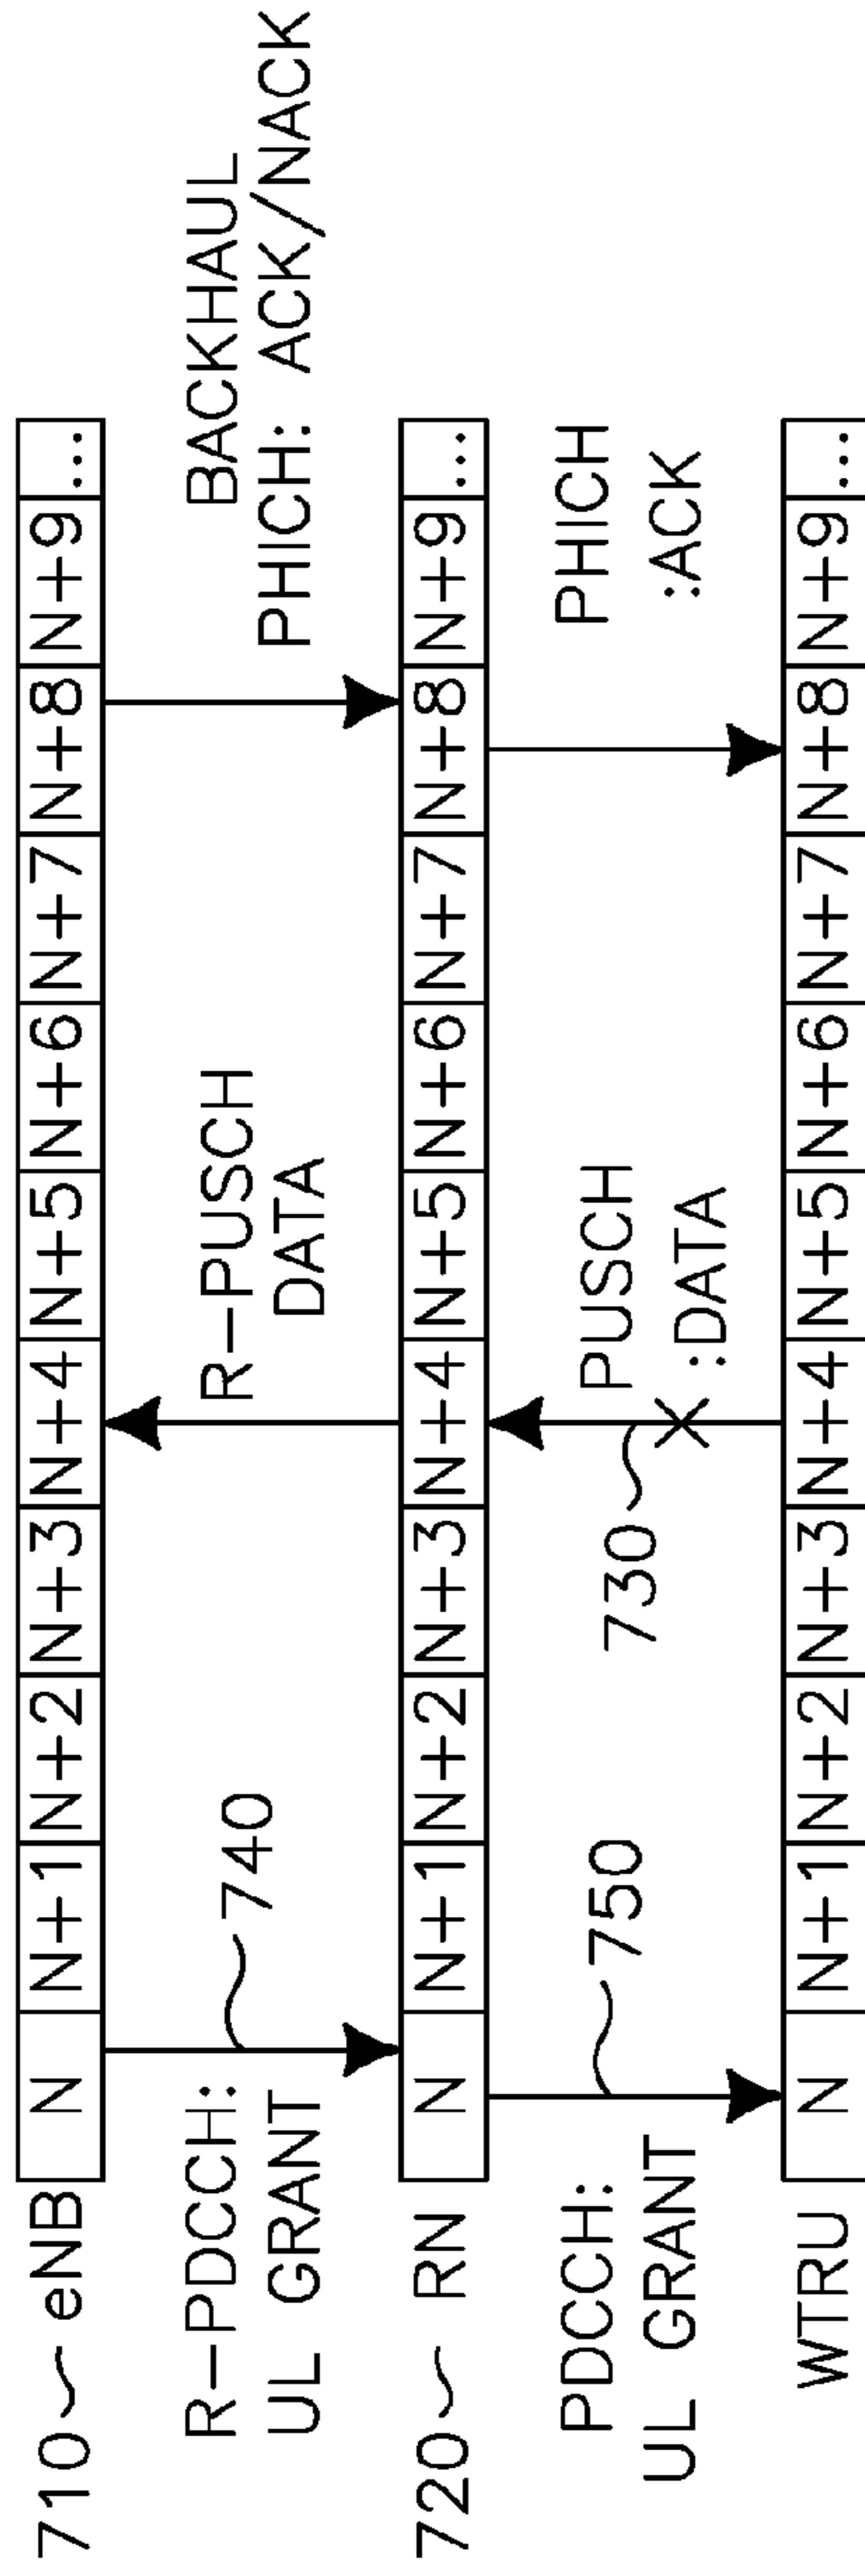 710 eNB N N+1 N+2 N+3 N+4 N+5 N+6 N+7 N+8 N+9 ...
R-PDCCH:
UL GRANT
740
R-PUSCH
DATA
BACKHAUL
PHICH: ACK/NACK
720 RN N N+1 N+2 N+3 N+4 N+5 N+6 N+7 N+8 N+9 ...
PDCCH:
UL GRANT
750
730
PUSCH
:DATA
PHICH
:ACK
WTRU N N+1 N+2 N+3 N+4 N+5 N+6 N+7 N+8 N+9 ...